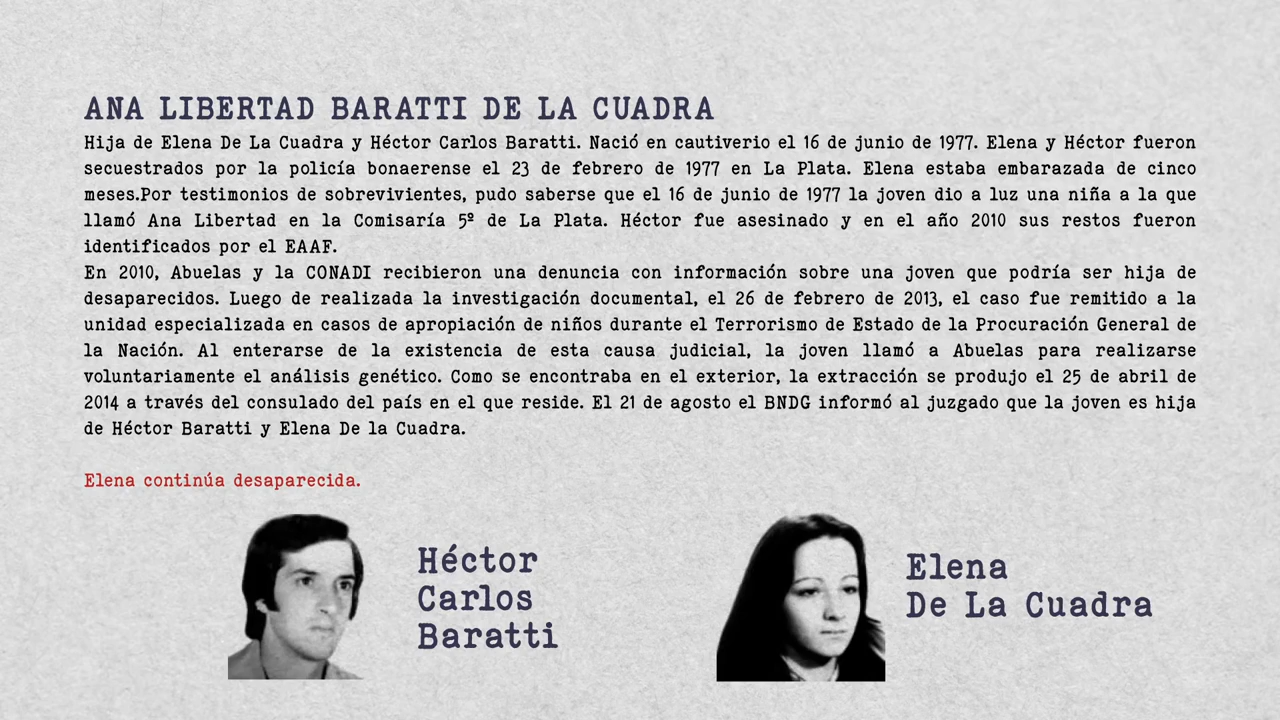 ANA LIBERTAD BARATTI DE LA CUADRA
Hija de Elena De La Cuadra y Héctor Carlos Baratti. Nació en cautiverio el 16 de junio de 1977. Elena y Héctor fueron
secuestrados por la policía bonaerense el 23 de febrero de 1977 en La Plata. Elena estaba embarazada de cinco
meses.Por testimonios de sobrevivientes, pudo saberse que el 16 de junio de 1977 la joven dio a luz una niña a la que
llamó Ana Libertad en la Comisaría 5º de La Plata. Héctor fue asesinado y en el año 2010 sus restos fueron
identificados por el EAAF.
En 2010, Abuelas y la CONADI recibieron una denuncia con información sobre una joven que podría ser hija de
desaparecidos. Luego de realizada la investigación documental, el 26 de febrero de 2013, el caso fue remitido a la
unidad especializada en casos de apropiación de niños durante el Terrorismo de Estado de la Procuración General de
la Nación. Al enterarse de la existencia de esta causa judicial, la joven llamó a Abuelas para realizarse
voluntariamente el análisis genético. Como se encontraba en el exterior, la extracción se produjo el 25 de abril de
2014 a través del consulado del país en el que reside. El 21 de agosto el BNDG informó al juzgado que la joven es hija
de Héctor Baratti y Elena De la Cuadra.
Elena continúa desaparecida.
Héctor
Carlos
Baratti
Elena
De La Cuadra